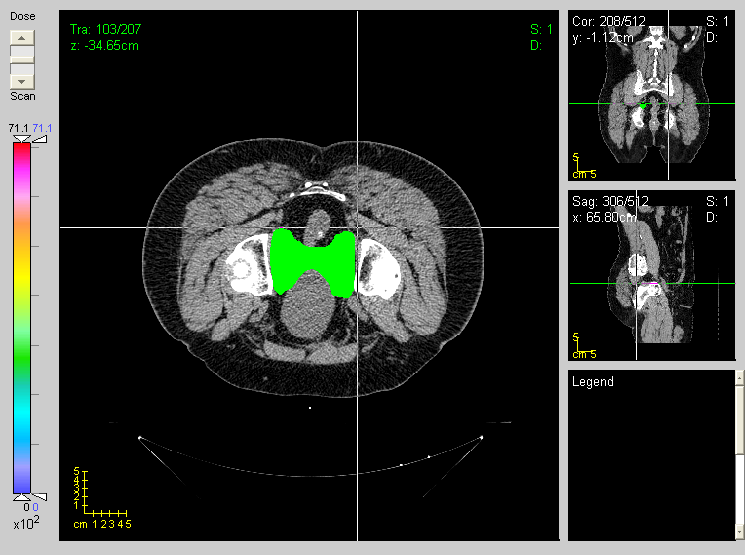 Dose
Scan
71.1 71.1
0 0
x10²
Tra: 103/207
z: -34.65cm
S: 1
D:
5
4
3
2
1
cm 1 2 3 4 5
Cor: 208/512
y: -1.12cm
S: 1
D:
5
cm 5
Sag: 306/512
x: 65.80cm
S: 1
D:
5
cm 5
Legend